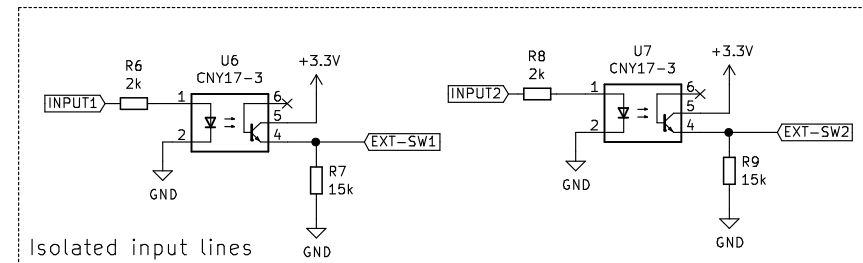 U6
CNY17-3
+3.3V
R6
2k
INPUT1
1
2
6
5
4
EXT-SW1
R7
15k
GND
GND
U7
CNY17-3
+3.3V
R8
2k
INPUT2
1
2
6
5
4
EXT-SW2
R9
15k
GND
GND
Isolated input lines